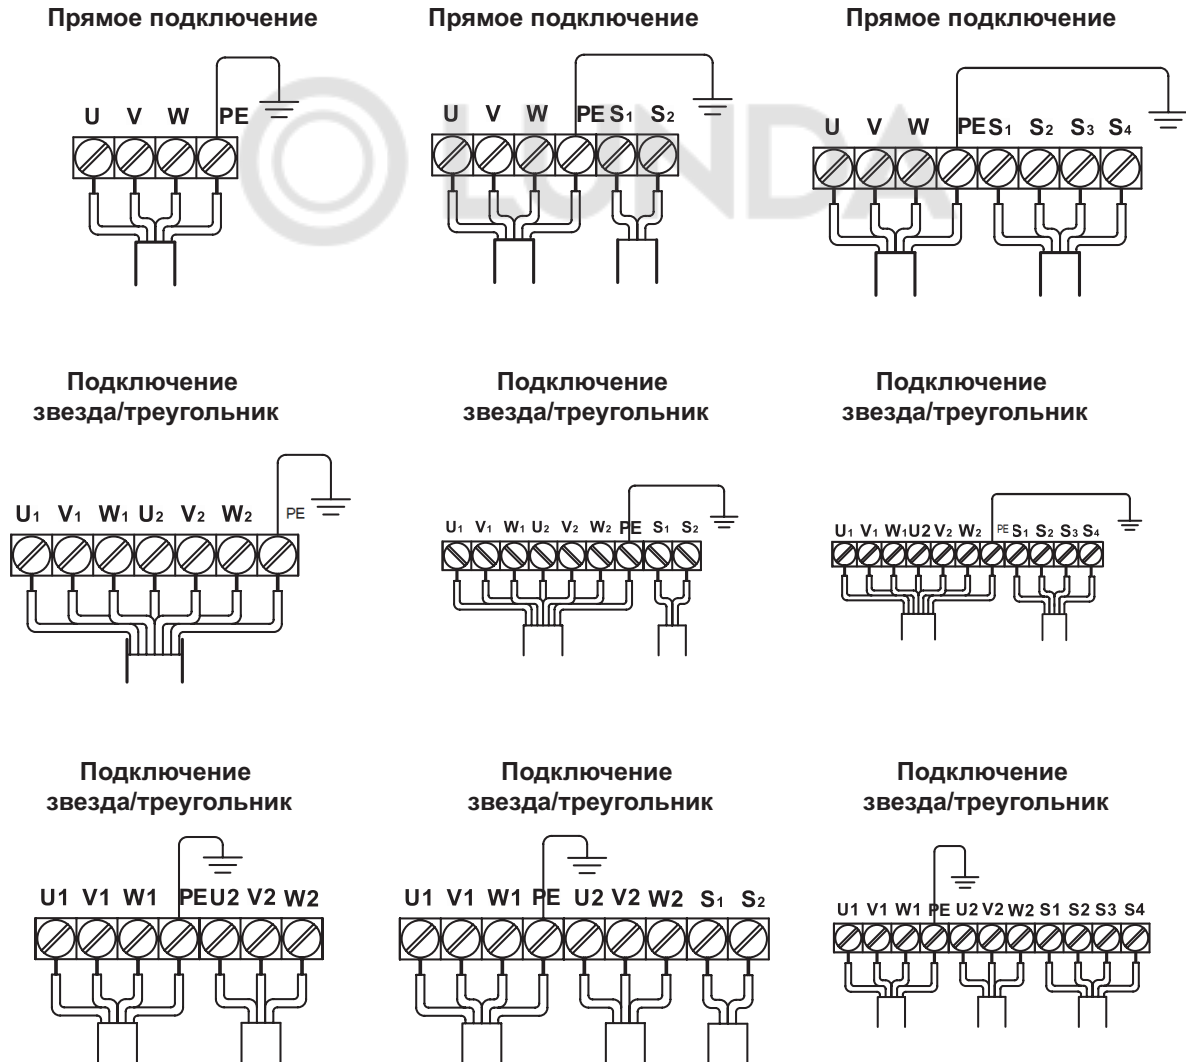 Прямое подключение
Прямое подключение
Прямое подключение
U V W PE
U V W PE S1 S2
U V W PE S1 S2 S3 S4
LUNDA
Подключение
звезда/треугольник
Подключение
звезда/треугольник
Подключение
звезда/треугольник
U1 V1 W1 U2 V2 W2 PE
U1 V1 W1 U2 V2 W2 PE S1 S2
U1 V1 W1 U2 V2 W2 PE S1 S2 S3 S4
Подключение
звезда/треугольник
Подключение
звезда/треугольник
Подключение
звезда/треугольник
U1 V1 W1 PE U2 V2 W2
U1 V1 W1 PE U2 V2 W2 S1 S2
U1 V1 W1 PE U2 V2 W2 S1 S2 S3 S4